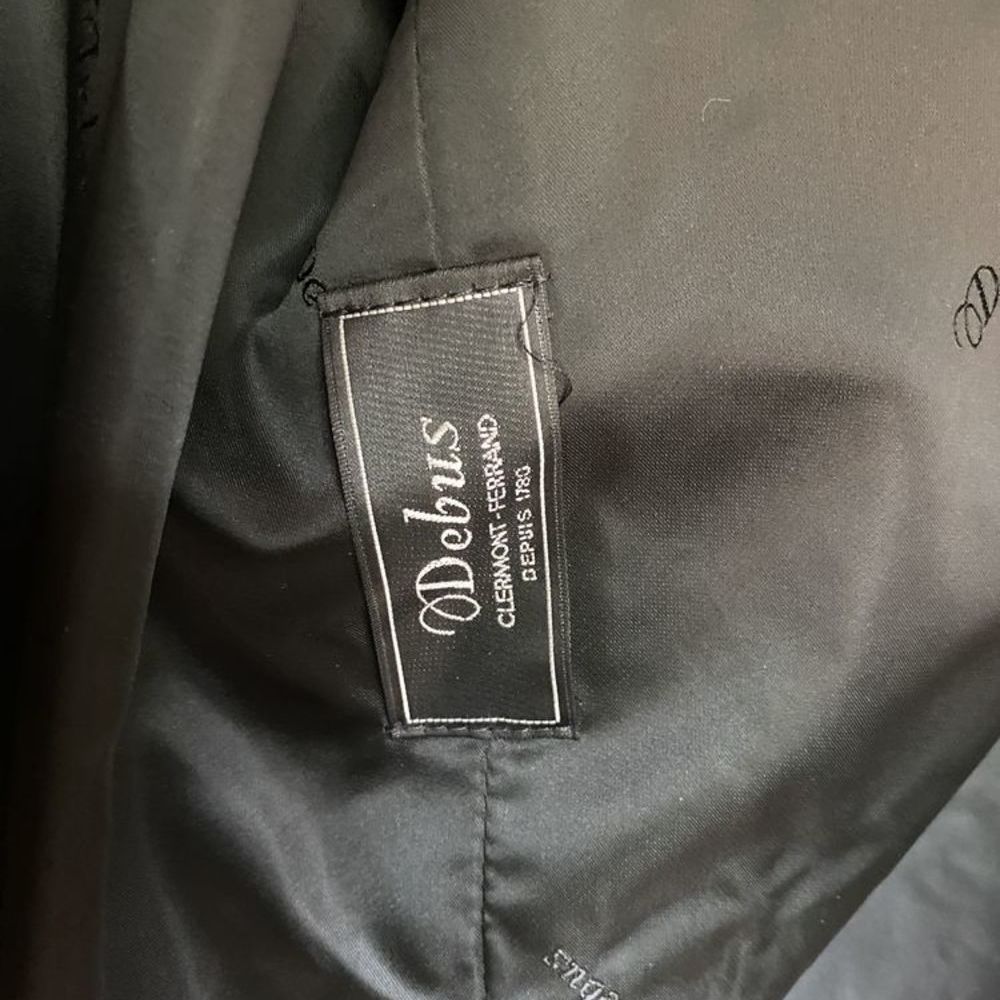 Debus
CLERMONT-FERRAND
DEPUIS 1780